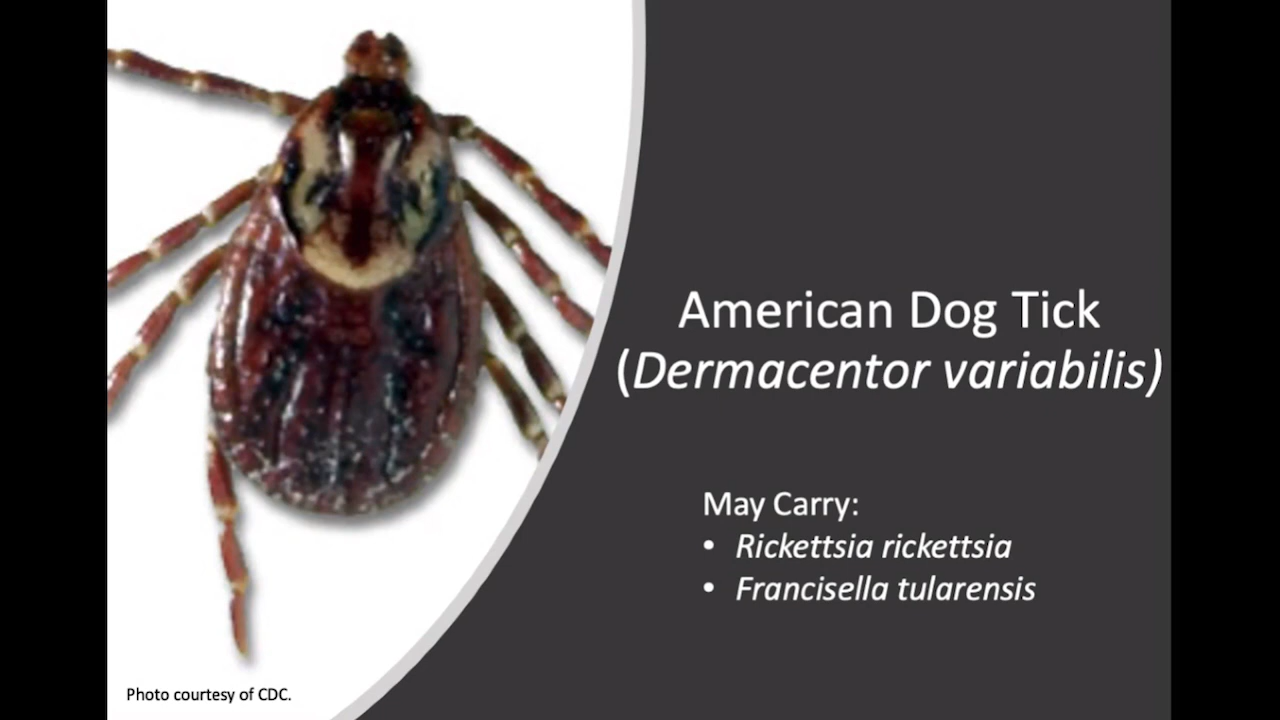 American Dog Tick
(Dermacentor variabilis)
May Carry:
• Rickettsia rickettsia
• Francisella tularensis
Photo courtesy of CDC.